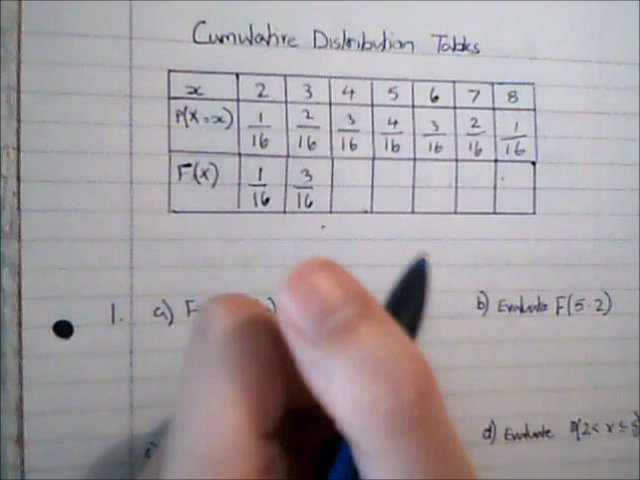 Cumulative Distribution Tables
x 2 3 4 5 6 7 8
P(X=x) 1/16 2/16 3/16 4/16 3/16 2/16 1/16
F(x) 1/16 3/16
1. a) b) Evaluate F(5.2)
d) Evaluate P(2< x ≤